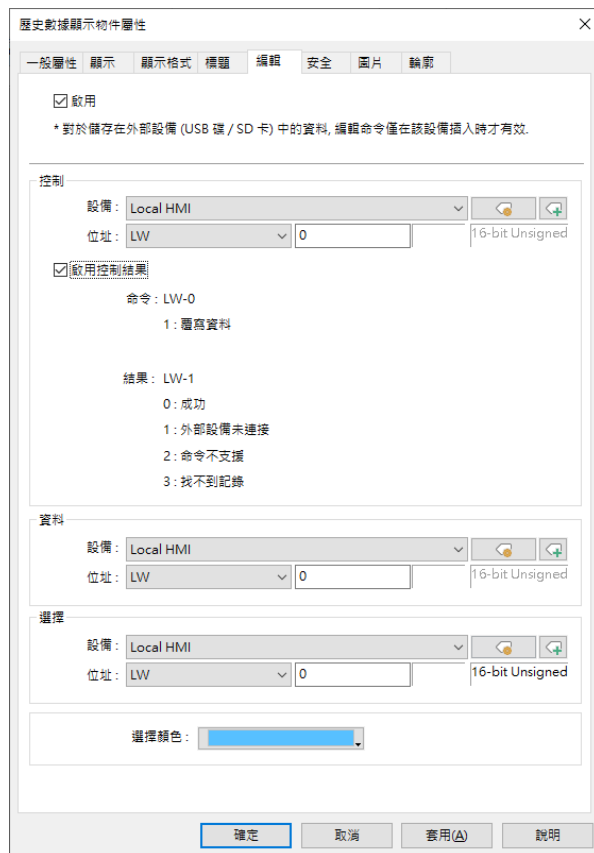 歷史數據顯示物件屬性
一般屬性 顯示 顯示格式 標題 編輯 安全 圖片 輪廓
啟用
* 對於儲存在外部設備 (USB 碟 / SD 卡) 中的資料, 編輯命令僅在該設備插入時才有效.
控制
設備 : Local HMI
位址 : LW 0 16-bit Unsigned
啟用控制結果
命令 : LW-0
1 : 覆寫資料
結果 : LW-1
0 : 成功
1 : 外部設備未連接
2 : 命令不支援
3 : 找不到記錄
資料
設備 : Local HMI
位址 : LW 0 16-bit Unsigned
選擇
設備 : Local HMI
位址 : LW 0 16-bit Unsigned
選擇顏色 :
確定 取消 套用(A) 說明